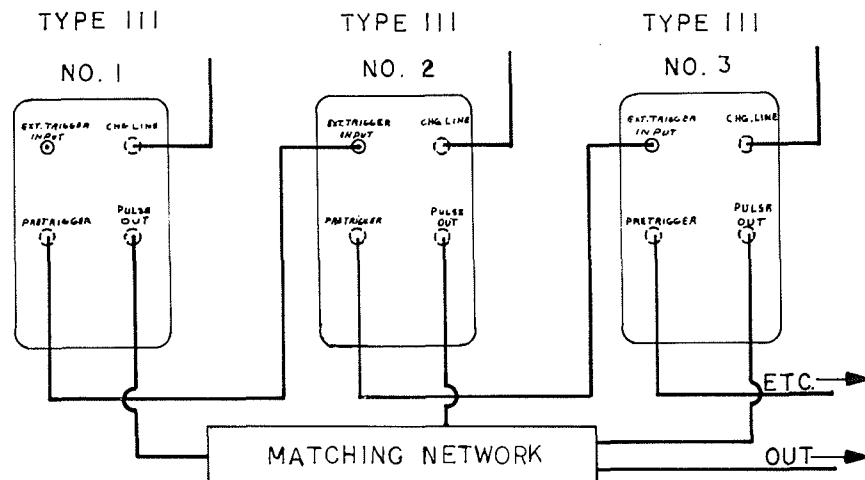 TYPE III
NO. 1
EXT. TRIGGER INPUT
CHG LINE
PRETRIGGER
PULSE OUT
TYPE III
NO. 2
EXT. TRIGGER INPUT
CHG LINE
PRETRIGGER
PULSE OUT
TYPE III
NO. 3
EXT. TRIGGER INPUT
CHG. LINE
PRETRIGGER
PULSE OUT
ETC.
MATCHING NETWORK
OUT